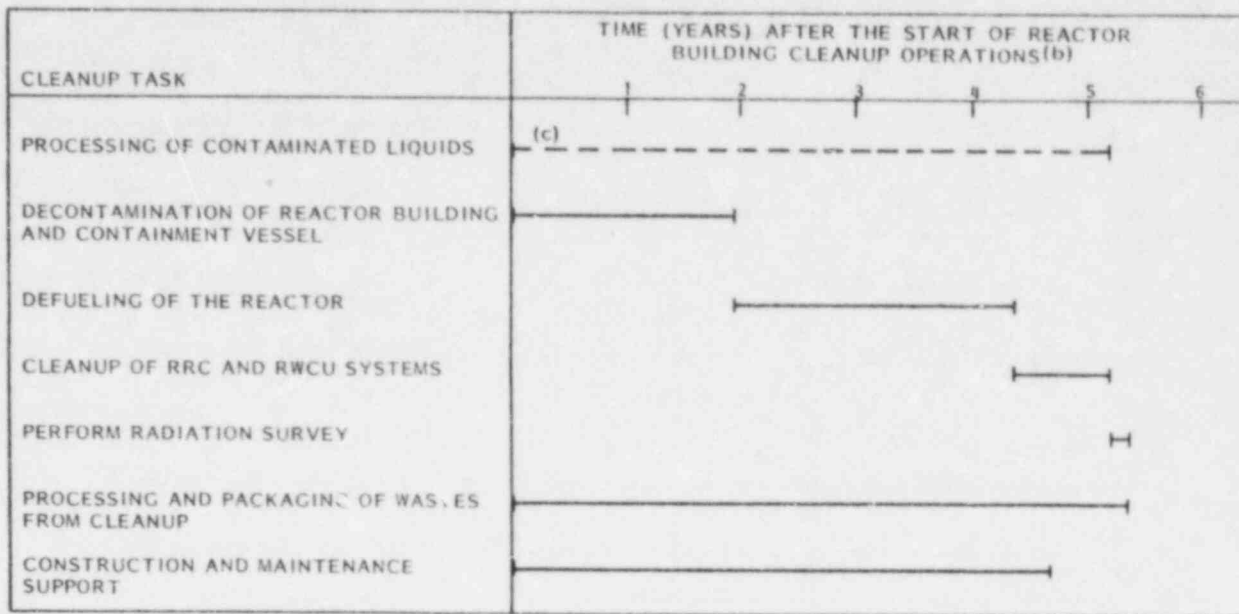 TIME (YEARS) AFTER THE START OF REACTOR
BUILDING CLEANUP OPERATIONS(b)
CLEANUP TASK
1 2 3 4 5 6
(c)
PROCESSING OF CONTAMINATED LIQUIDS
DECONTAMINATION OF REACTOR BUILDING
AND CONTAINMENT VESSEL
DEFUELING OF THE REACTOR
CLEANUP OF RRC AND RWCU SYSTEMS
PERFORM RADIATION SURVEY
PROCESSING AND PACKAGING OF WASTES
FROM CLEANUP
CONSTRUCTION AND MAINTENANCE
SUPPORT